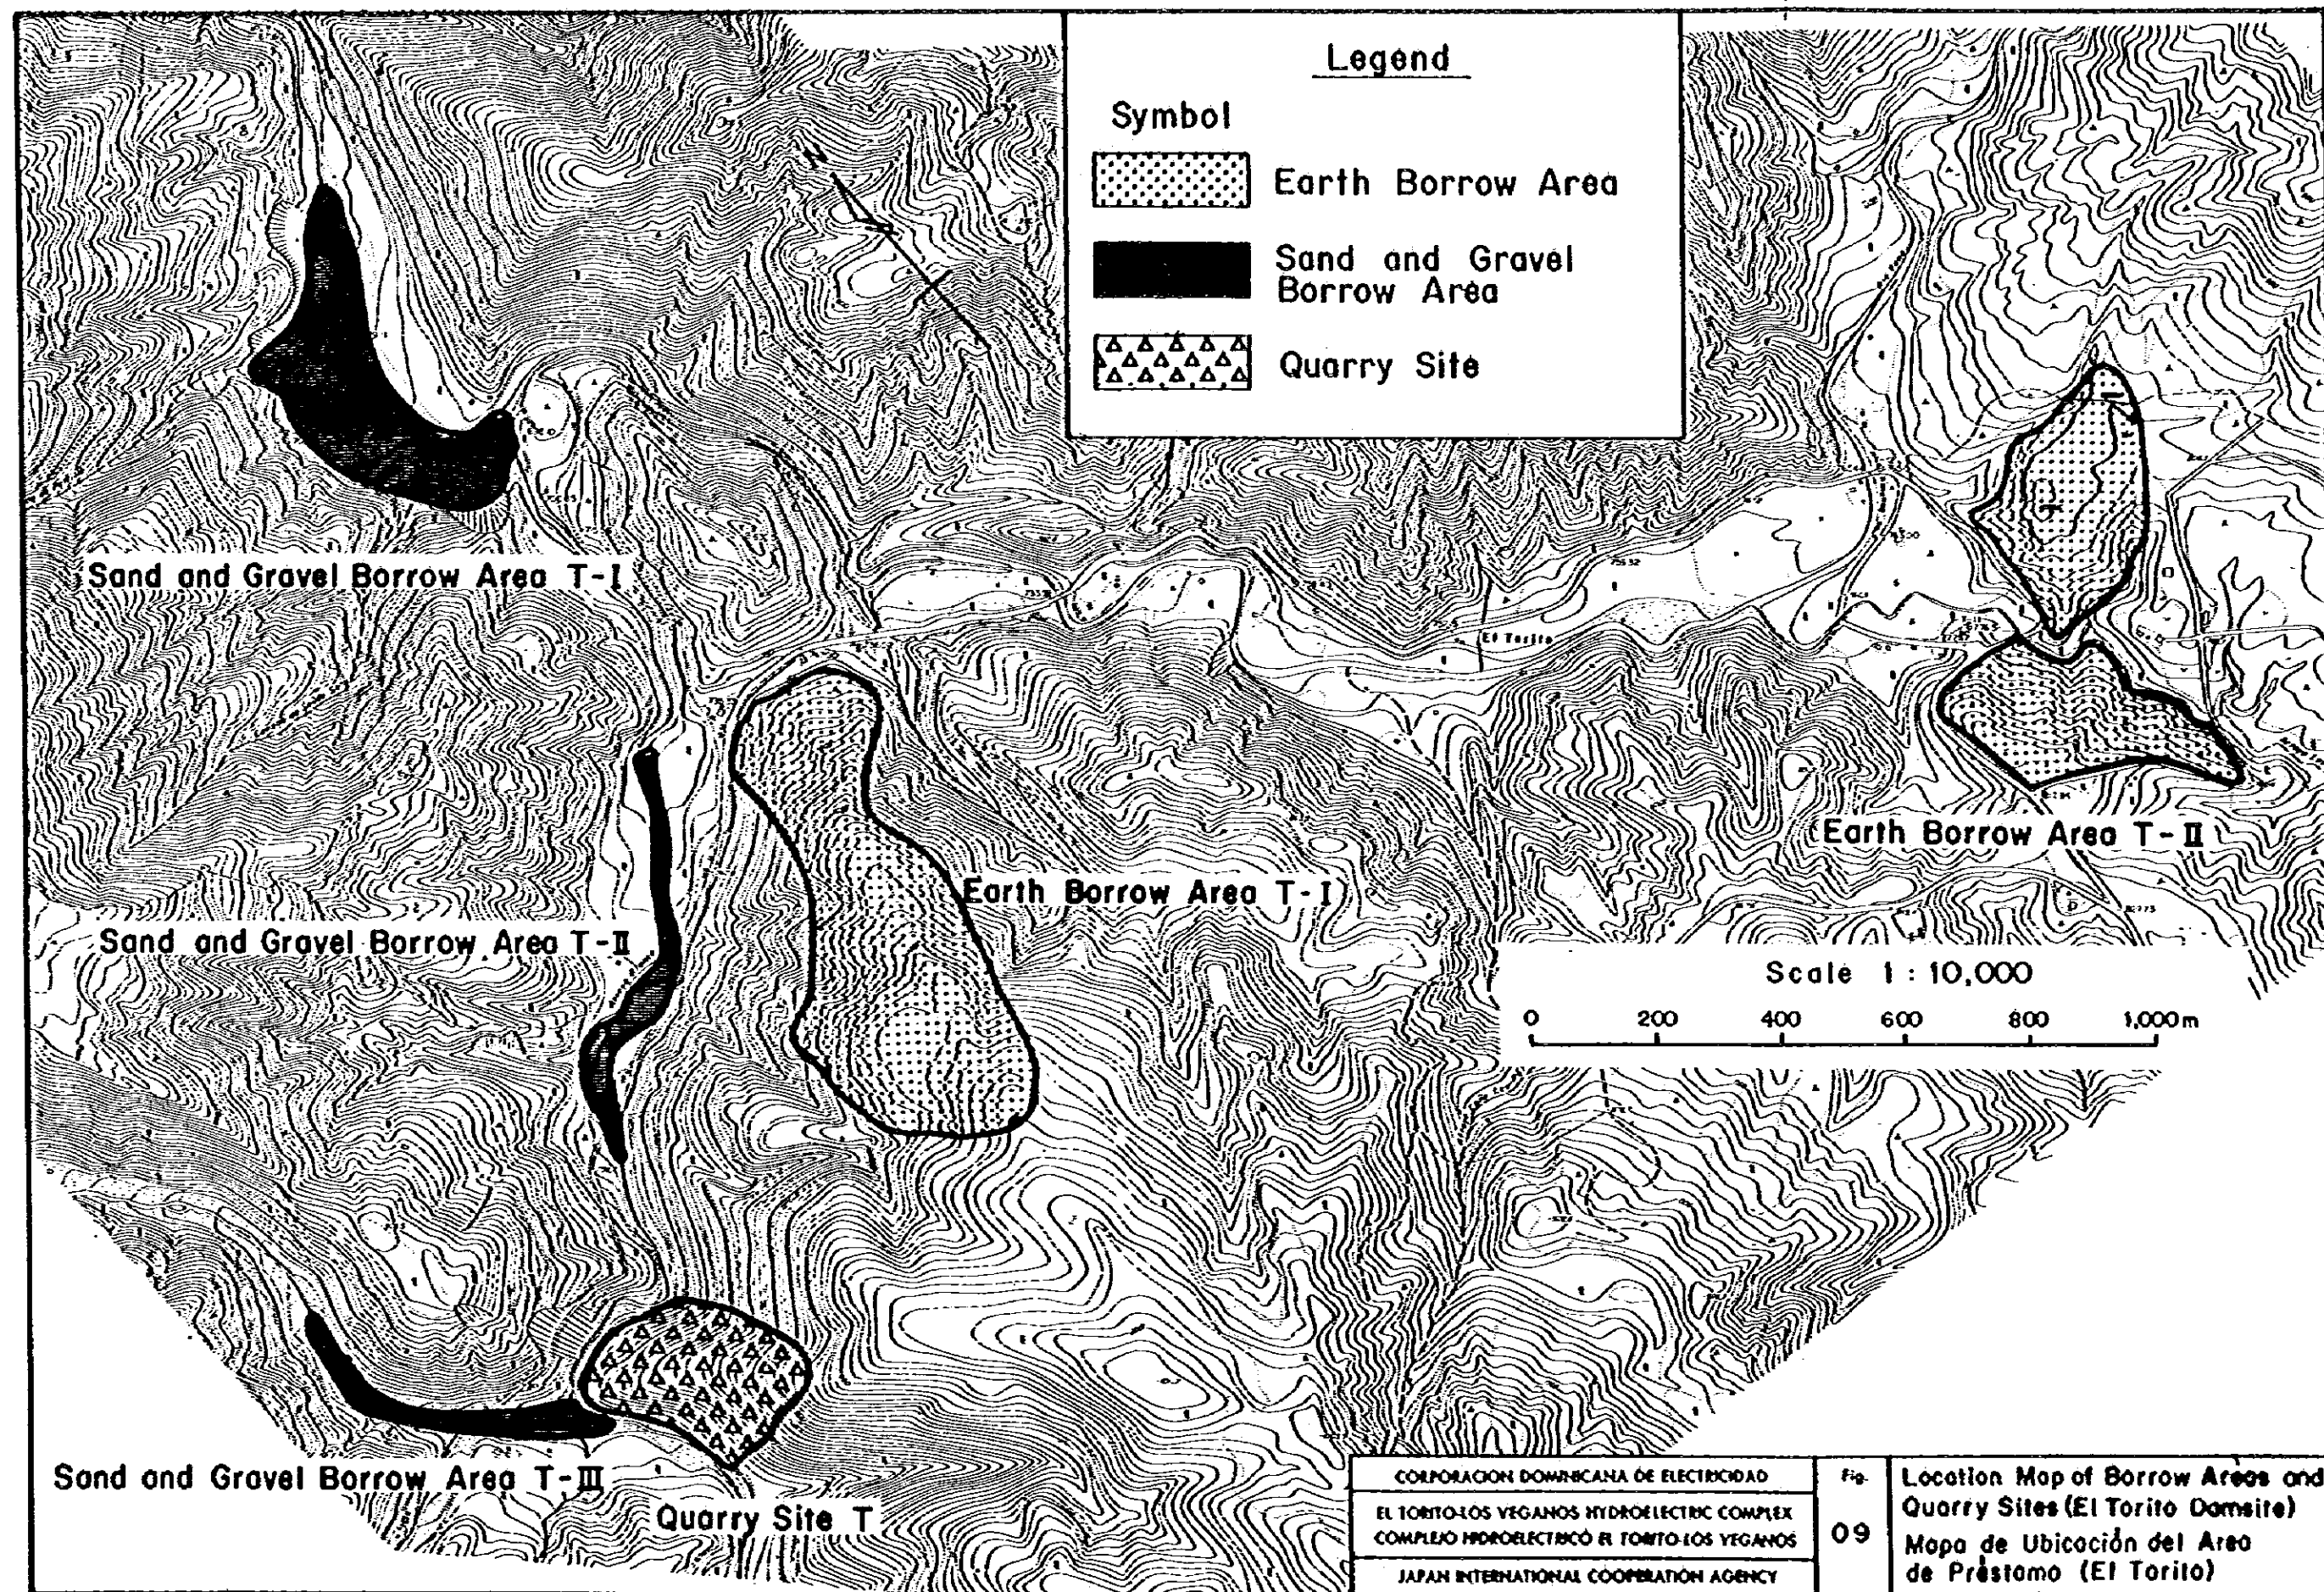 Legend
Symbol
Earth Borrow Area
Sand and Gravel
Borrow Area
Quarry Site
N
Sand and Gravel Borrow Area T-I
El Torito
Earth Borrow Area T-II
Earth Borrow Area T-I
Sand and Gravel Borrow Area T-II
Scale 1 : 10,000
0 200 400 600 800 1,000m
Sand and Gravel Borrow Area T-III
Quarry Site T
CORPORACION DOMINICANA DE ELECTRICIDAD
EL TORITO-LOS VEGANOS HYDROELECTRIC COMPLEX
COMPLEJO HIDROELECTRICO EL TORITO-LOS VEGANOS
JAPAN INTERNATIONAL COOPERATION AGENCY
Fig.
09
Location Map of Borrow Areas and
Quarry Sites (El Torito Damsite)
Mapa de Ubicación del Area
de Préstamo (El Torito)